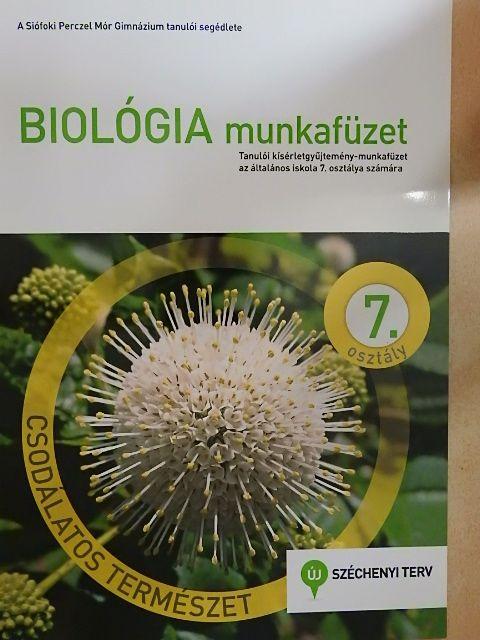 A Siófoki Perczel Mór Gimnázium tanulói segédlete
BIOLÓGIA munkafüzet
Tanulói kísérletgyűjtemény-munkafüzet
az általános iskola 7. osztálya számára
7.
osztály
CSODÁLATOS TERMÉSZET
ÚJ SZÉCHENYI TERV